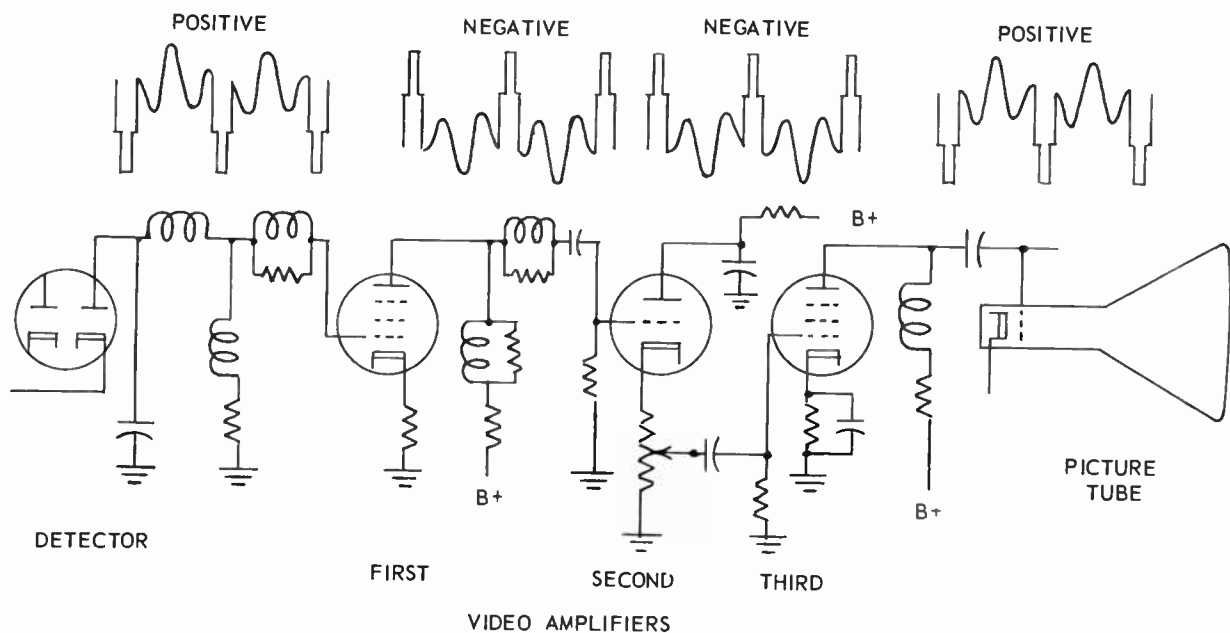 POSITIVE
NEGATIVE
NEGATIVE
POSITIVE
B+
B+
B+
PICTURE
TUBE
DETECTOR
FIRST
SECOND
THIRD
VIDEO AMPLIFIERS